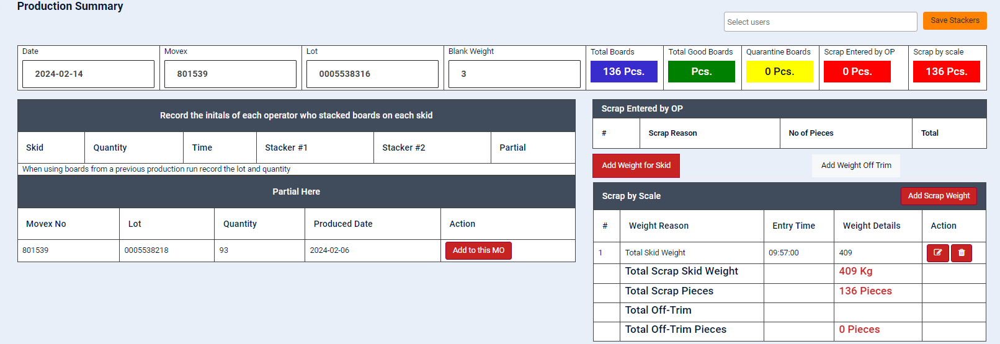 Production Summary
Select users
Save Stackers
Date
Movex
Lot
Blank Weight
Total Boards
Total Good Boards
Quarantine Boards
Scrap Entered by OP
Scrap by scale
2024-02-14
801539
0005538316
3
136 Pcs.
Pcs.
0 Pcs.
0 Pcs.
136 Pcs.
Record the initals of each operator who stacked boards on each skid
Skid
Quantity
Time
Stacker #1
Stacker #2
Partial
When using boards from a previous production run record the lot and quantity
Partial Here
Movex No
Lot
Quantity
Produced Date
Action
801539
0005538218
93
2024-02-06
Add to this MO
Scrap Entered by OP
#
Scrap Reason
No of Pieces
Total
Add Weight for Skid
Add Weight Off Trim
Scrap by Scale
Add Scrap Weight
#
Weight Reason
Entry Time
Weight Details
Action
1
Total Skid Weight
09:57:00
409
Total Scrap Skid Weight
409 Kg
Total Scrap Pieces
136 Pieces
Total Off-Trim
Total Off-Trim Pieces
0 Pieces